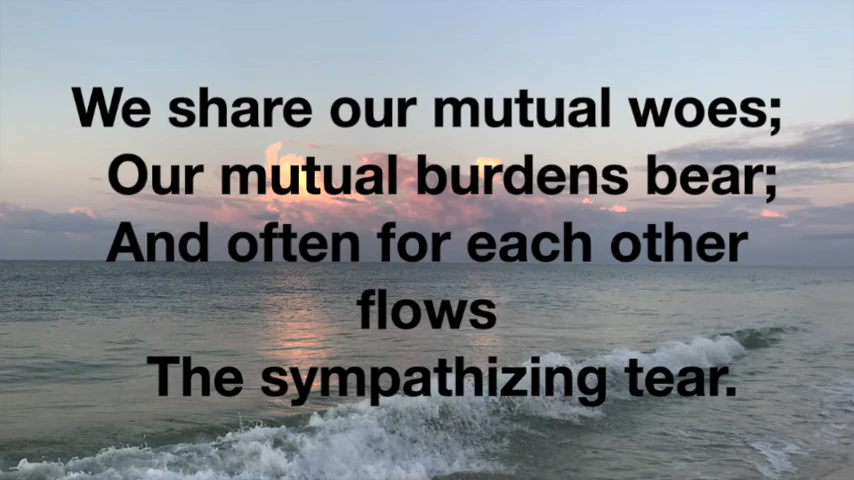 We share our mutual woes;
Our mutual burdens bear;
And often for each other
flows
The sympathizing tear.